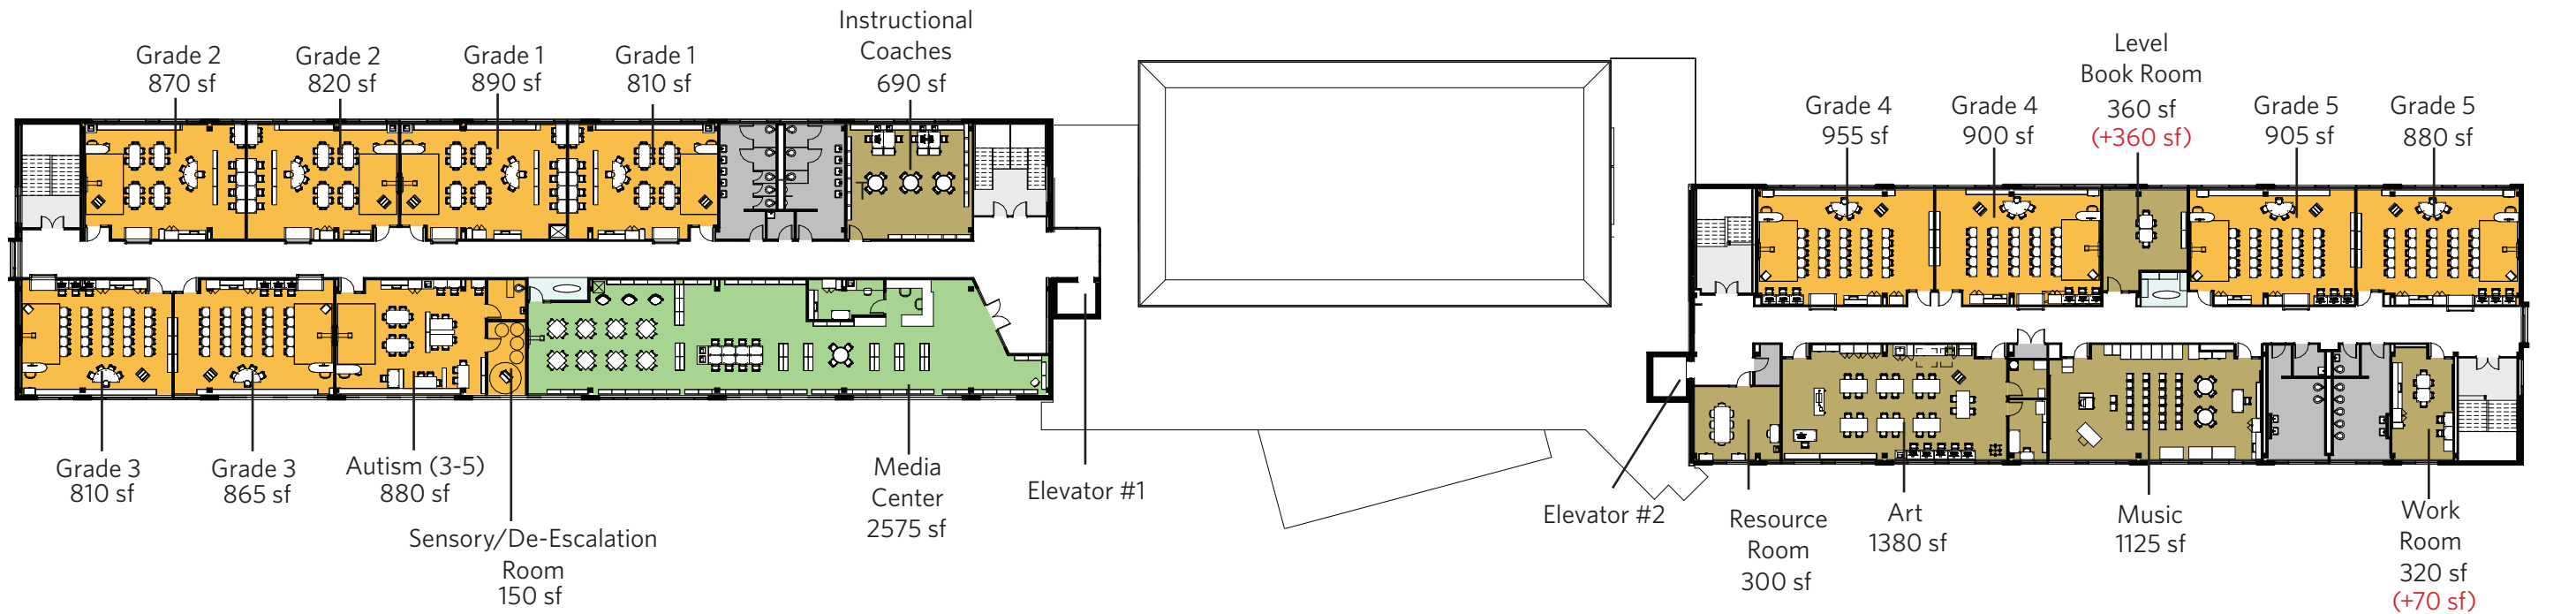 Grade 2
870 sf
Grade 2
820 sf
Grade 1
890 sf
Grade 1
810 sf
Instructional
Coaches
690 sf
Level
Book Room
360 sf
(+360 sf)
Grade 4
955 sf
Grade 4
900 sf
Grade 5
905 sf
Grade 5
880 sf
Grade 3
810 sf
Grade 3
865 sf
Autism (3-5)
880 sf
Sensory/De-Escalation
Room
150 sf
Media
Center
2575 sf
Elevator #1
Elevator #2
Resource
Room
300 sf
Art
1380 sf
Music
1125 sf
Work
Room
320 sf
(+70 sf)